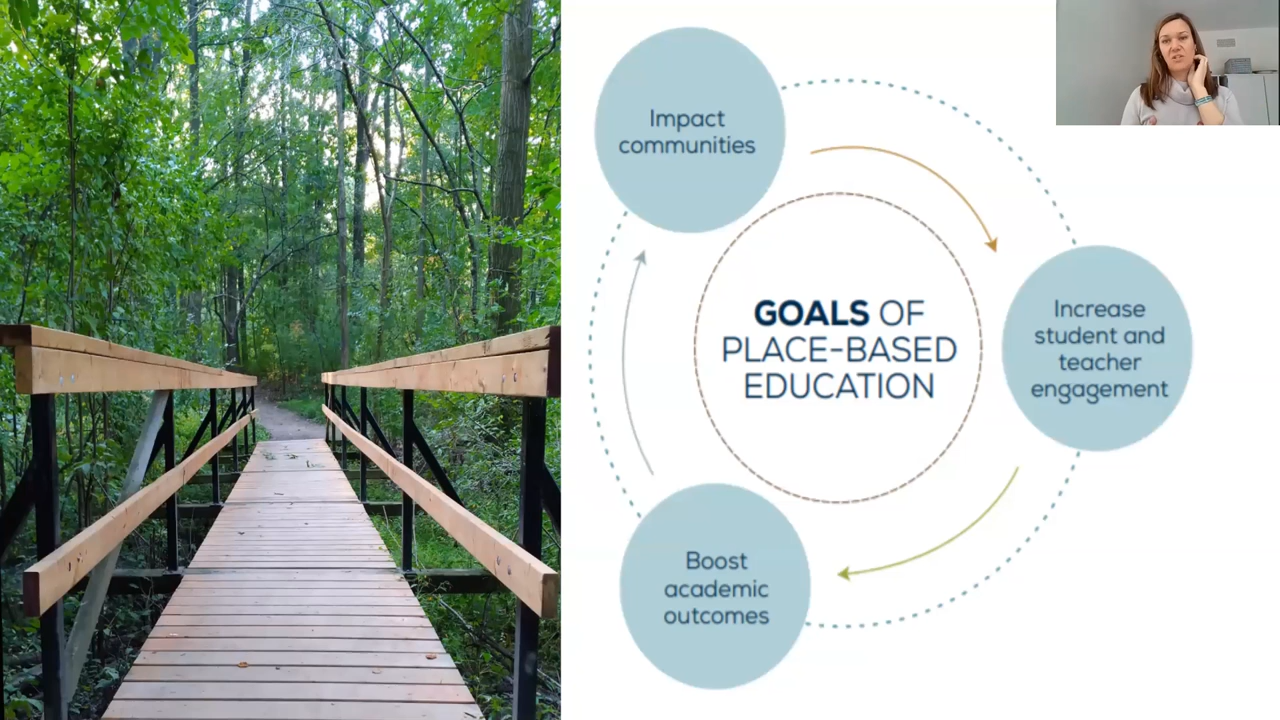 Impact
communities
GOALS OF
PLACE-BASED
EDUCATION
Increase
student and
teacher
engagement
Boost
academic
outcomes